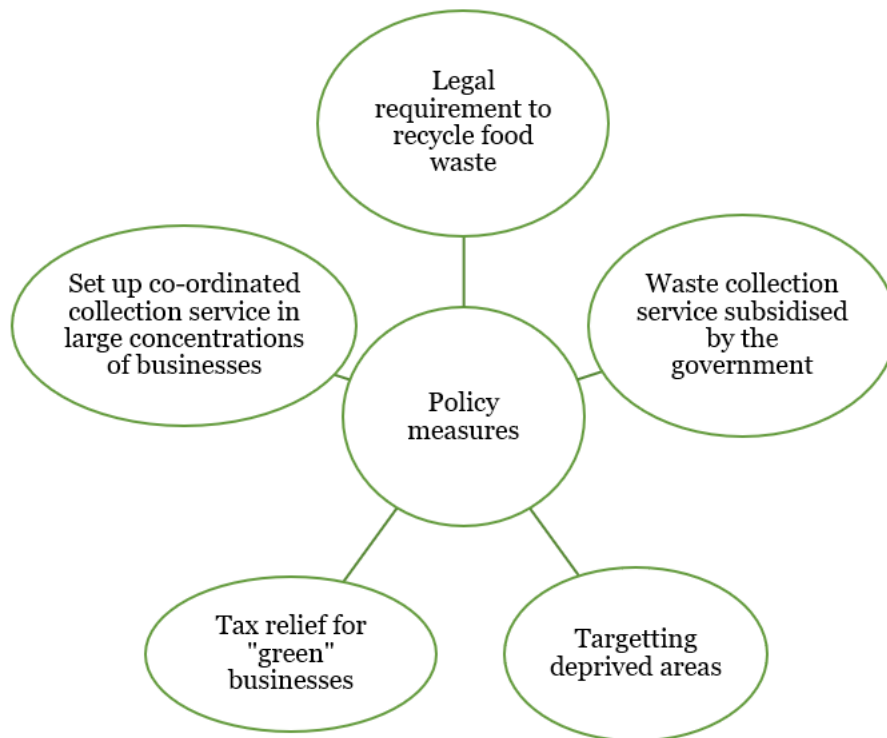 Legal
requirement to
recycle food
waste
Set up co-ordinated
collection service in
large concentrations
of businesses
Waste collection
service subsidised
by the
government
Policy
measures
Tax relief for
"green"
businesses
Targetting
deprived areas